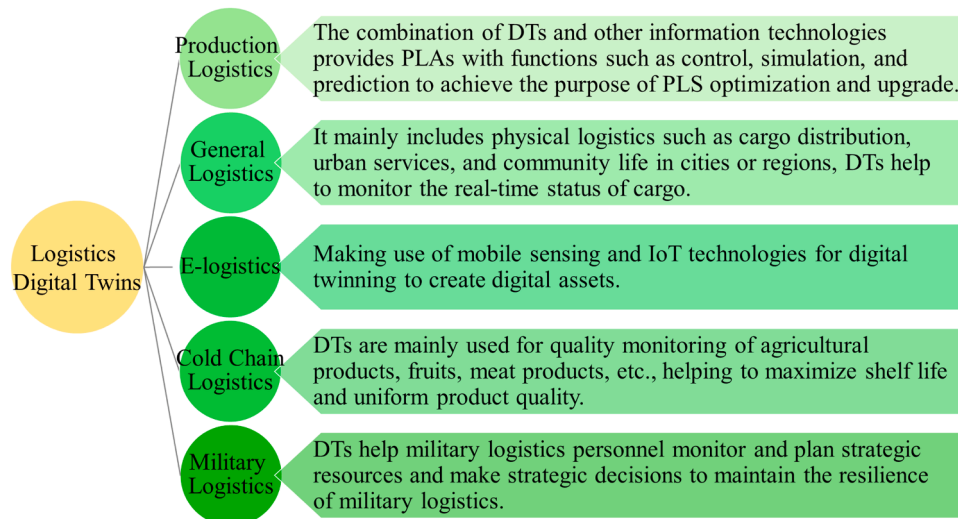 Production
Logistics
The combination of DTs and other information technologies
provides PLAs with functions such as control, simulation, and
prediction to achieve the purpose of PLS optimization and upgrade.
General
Logistics
It mainly includes physical logistics such as cargo distribution,
urban services, and community life in cities or regions, DTs help
to monitor the real-time status of cargo.
Logistics
Digital Twins
E-logistics
Making use of mobile sensing and IoT technologies for digital
twinning to create digital assets.
Cold Chain
Logistics
DTs are mainly used for quality monitoring of agricultural
products, fruits, meat products, etc., helping to maximize shelf life
and uniform product quality.
Military
Logistics
DTs help military logistics personnel monitor and plan strategic
resources and make strategic decisions to maintain the resilience
of military logistics.